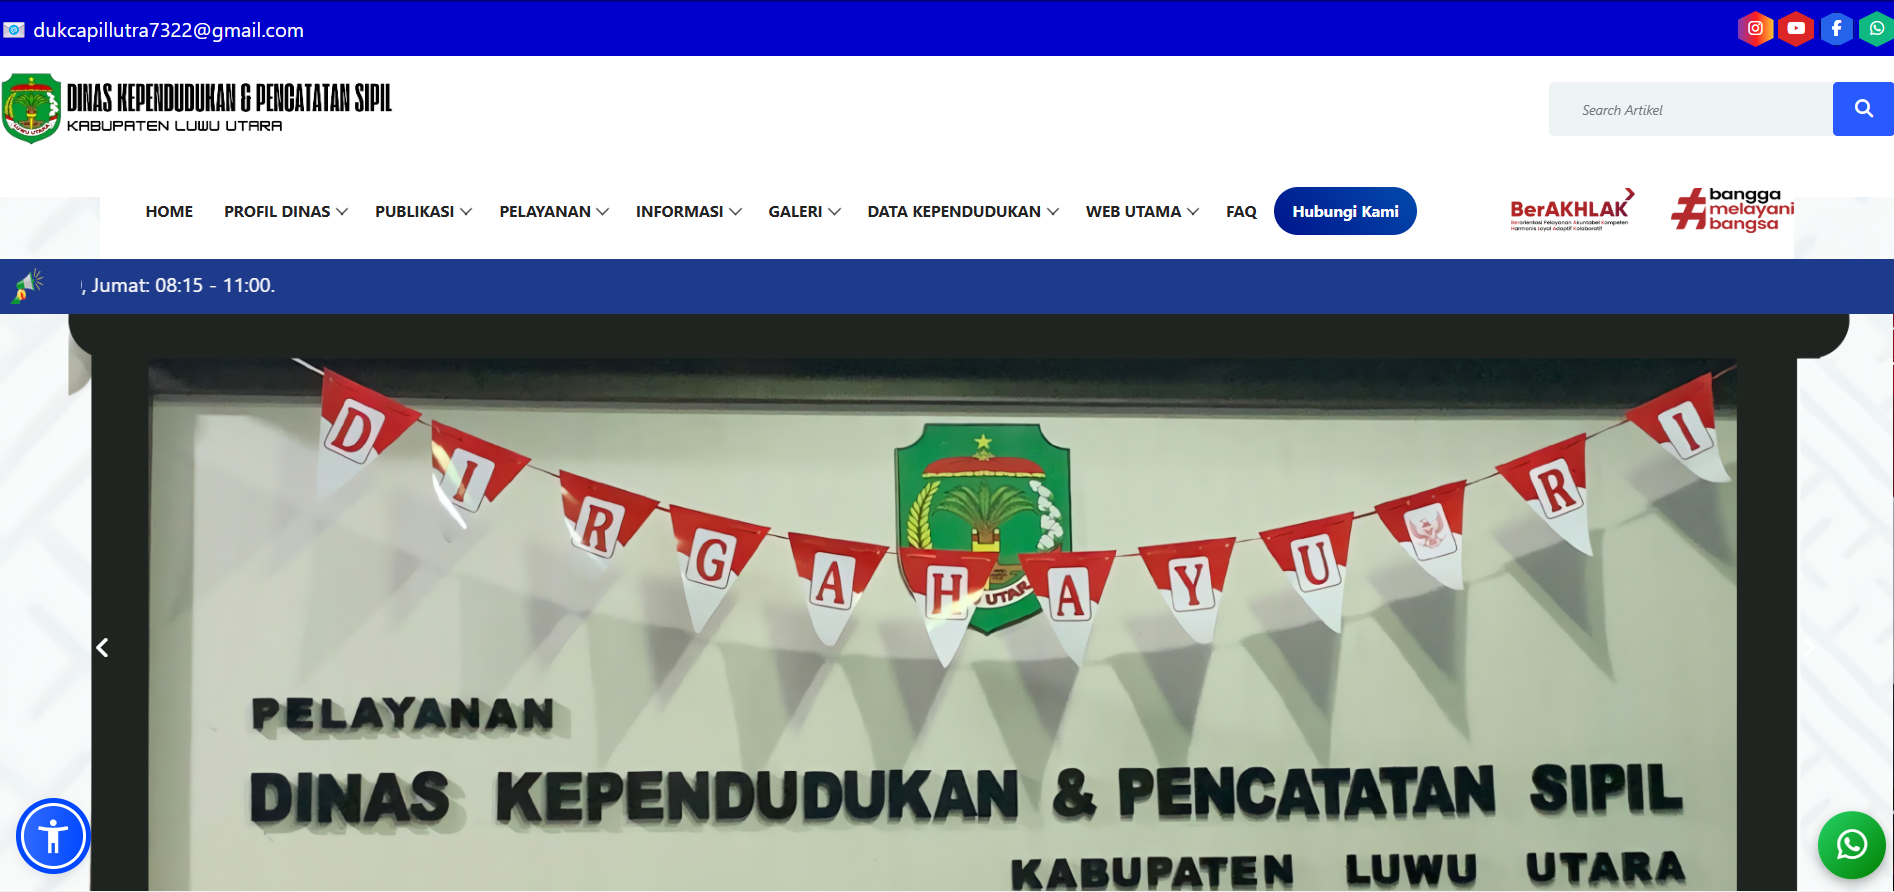 dukcapillutra7322@gmail.com
DINAS KEPENDUDUKAN & PENCATATAN SIPIL
KABUPATEN LUWU UTARA
Search Artikel
HOME PROFIL DINAS PUBLIKASI PELAYANAN INFORMASI GALERI DATA KEPENDUDUKAN WEB UTAMA FAQ Hubungi Kami
BerAKHLAK
Berorientasi Pelayanan Akuntabel Kompeten
Harmonis Loyal Adaptif Kolaboratif
#bangga
melayani
bangsa
, Jumat: 08:15 - 11:00.
DIRGAHAYU RI
UTAR
PELAYANAN
DINAS KEPENDUDUKAN & PENCATATAN SIPIL
KABUPATEN LUWU UTARA